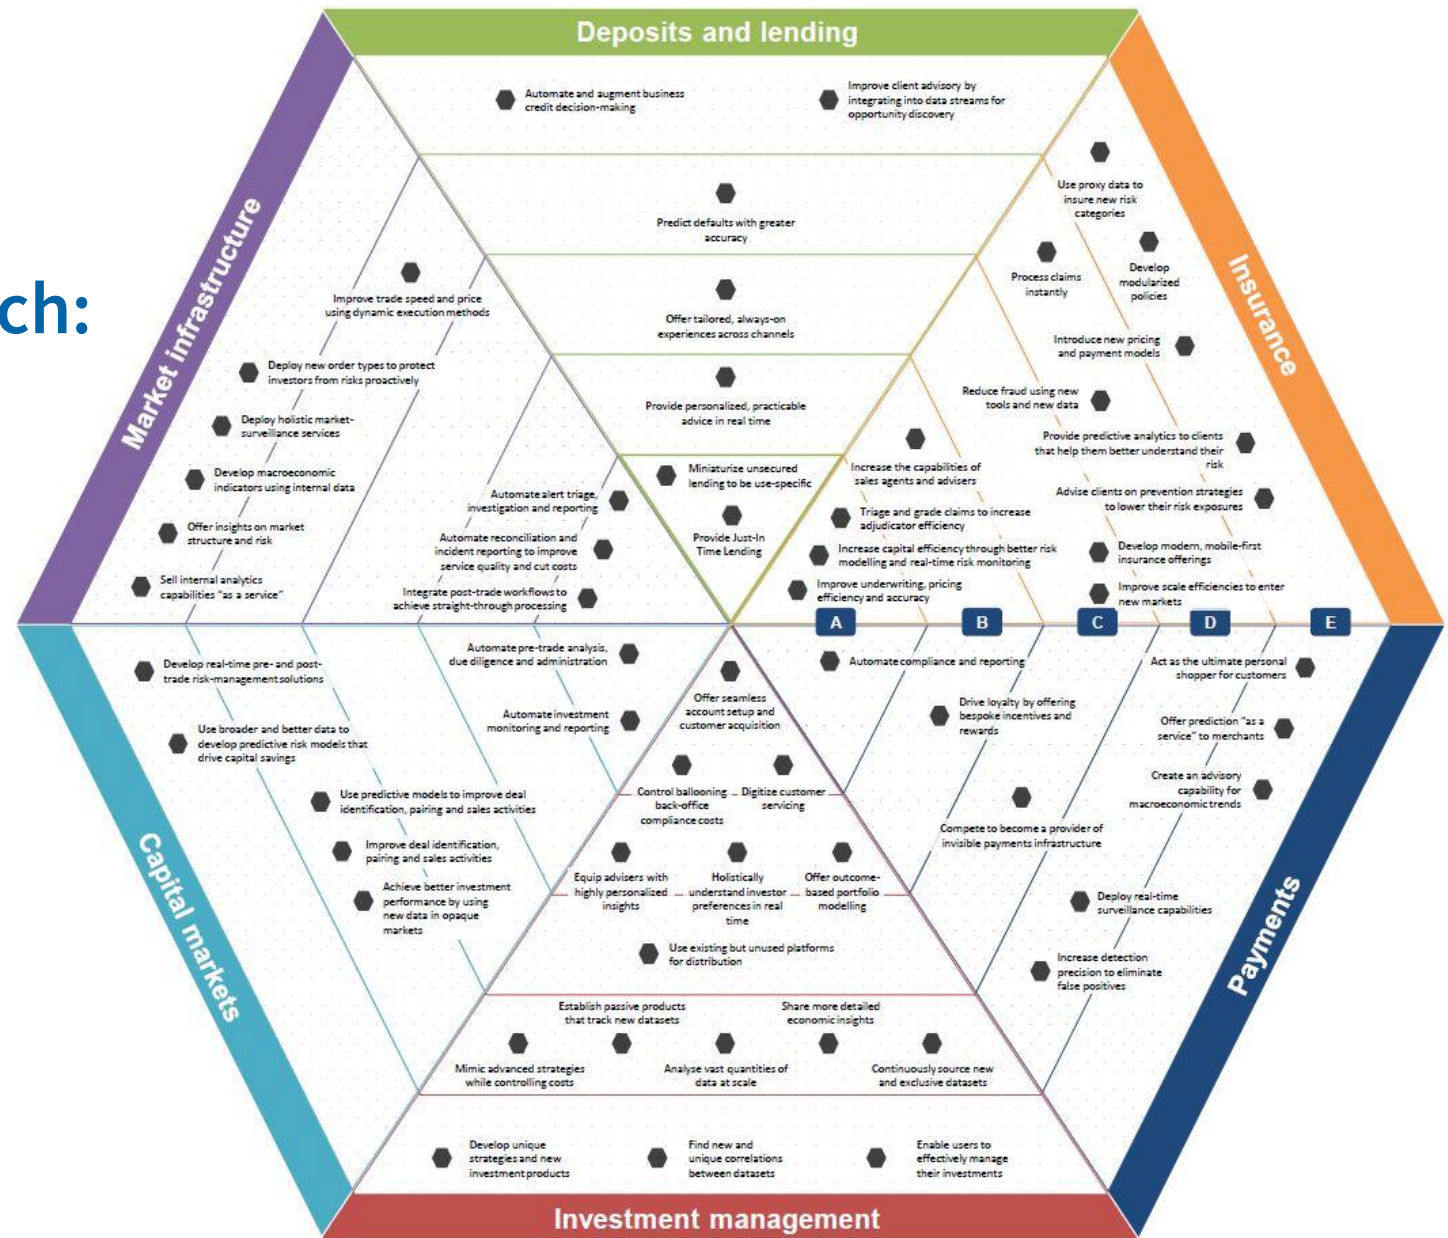 Deposits and lending
Automate and augment business
credit decision-making
Improve client advisory by
integrating into data streams for
opportunity discovery
Predict defaults with greater
accuracy
Offer tailored, always-on
experiences across channels
Provide personalized, practicable
advice in real time
Miniaturize unsecured
lending to be use-specific
Provide Just-In
Time Lending
ch:
Market infrastructure
Improve trade speed and price
using dynamic execution methods
Deploy new order types to protect
investors from risks proactively
Deploy holistic market-
surveillance services
Develop macroeconomic
indicators using internal data
Offer insights on market
structure and risk
Sell internal analytics
capabilities "as a service"
Automate alert triage,
investigation and reporting
Automate reconciliation and
incident reporting to improve
service quality and cut costs
Integrate post-trade workflows to
achieve straight-through processing
Insurance
Use proxy data to
insure new risk
categories
Process claims
instantly
Develop
modularized
policies
Introduce new pricing
and payment models
Reduce fraud using new
tools and new data
Provide predictive analytics to clients
that help them better understand their
risk
Increase the capabilities of
sales agents and advisers
Advise clients on prevention strategies
to lower their risk exposures
Triage and grade claims to increase
adjudicator efficiency
Increase capital efficiency through better risk
modelling and real-time risk monitoring
Develop modern, mobile-first
insurance offerings
Improve underwriting, pricing
efficiency and accuracy
Improve scale efficiencies to enter
new markets
A
B
C
D
E
Capital markets
Develop real-time pre- and post-
trade risk-management solutions
Automate pre-trade analysis,
due diligence and administration
Use broader and better data to
develop predictive risk models that
drive capital savings
Automate investment
monitoring and reporting
Use predictive models to improve deal
identification, pairing and sales activities
Improve deal identification,
pairing and sales activities
Achieve better investment
performance by using
new data in opaque
markets
Offer seamless
account setup and
customer acquisition
Control ballooning
back-office
compliance costs
Digitize customer
servicing
Equip advisers with
highly personalized
insights
Holistically
understand investor
preferences in real
time
Offer outcome-
based portfolio
modelling
Use existing but unused platforms
for distribution
Establish passive products
that track new datasets
Share more detailed
economic insights
Mimic advanced strategies
while controlling costs
Analyse vast quantities of
data at scale
Continuously source new
and exclusive datasets
Develop unique
strategies and new
investment products
Find new and
unique correlations
between datasets
Enable users to
effectively manage
their investments
Investment management
Payments
Automate compliance and reporting
Act as the ultimate personal
shopper for customers
Drive loyalty by offering
bespoke incentives and
rewards
Offer prediction "as a
service" to merchants
Create an advisory
capability for
macroeconomic trends
Compete to become a provider of
invisible payments infrastructure
Deploy real-time
surveillance capabilities
Increase detection
precision to eliminate
false positives